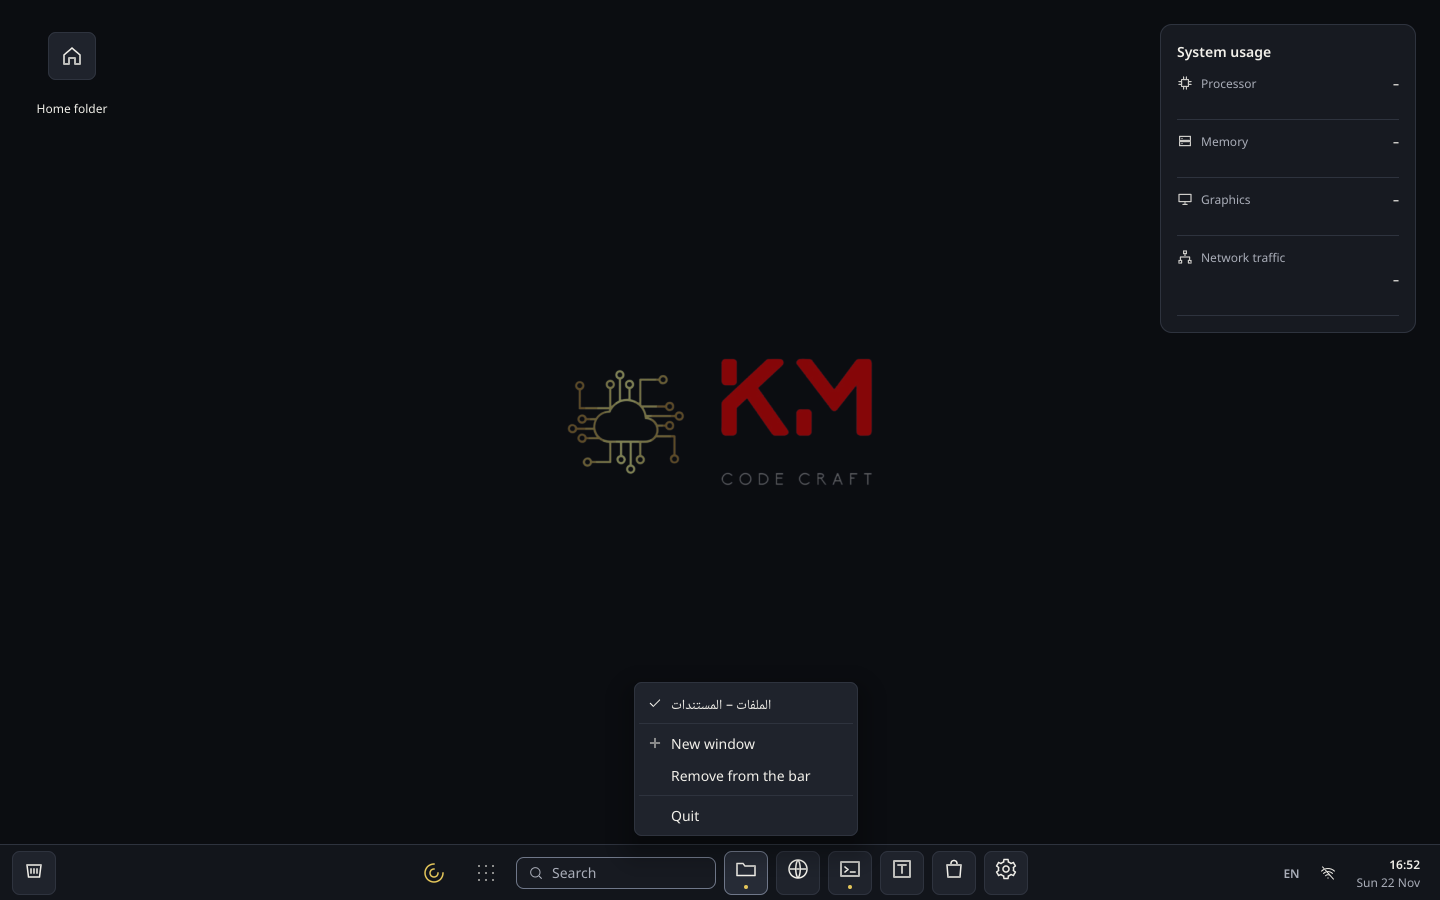 Home folder
System usage
Processor –
Memory –
Graphics –
Network traffic
–
KM
CODE CRAFT
الملفات – المستندات
New window
Remove from the bar
Quit
Search
EN
16:52
Sun 22 Nov